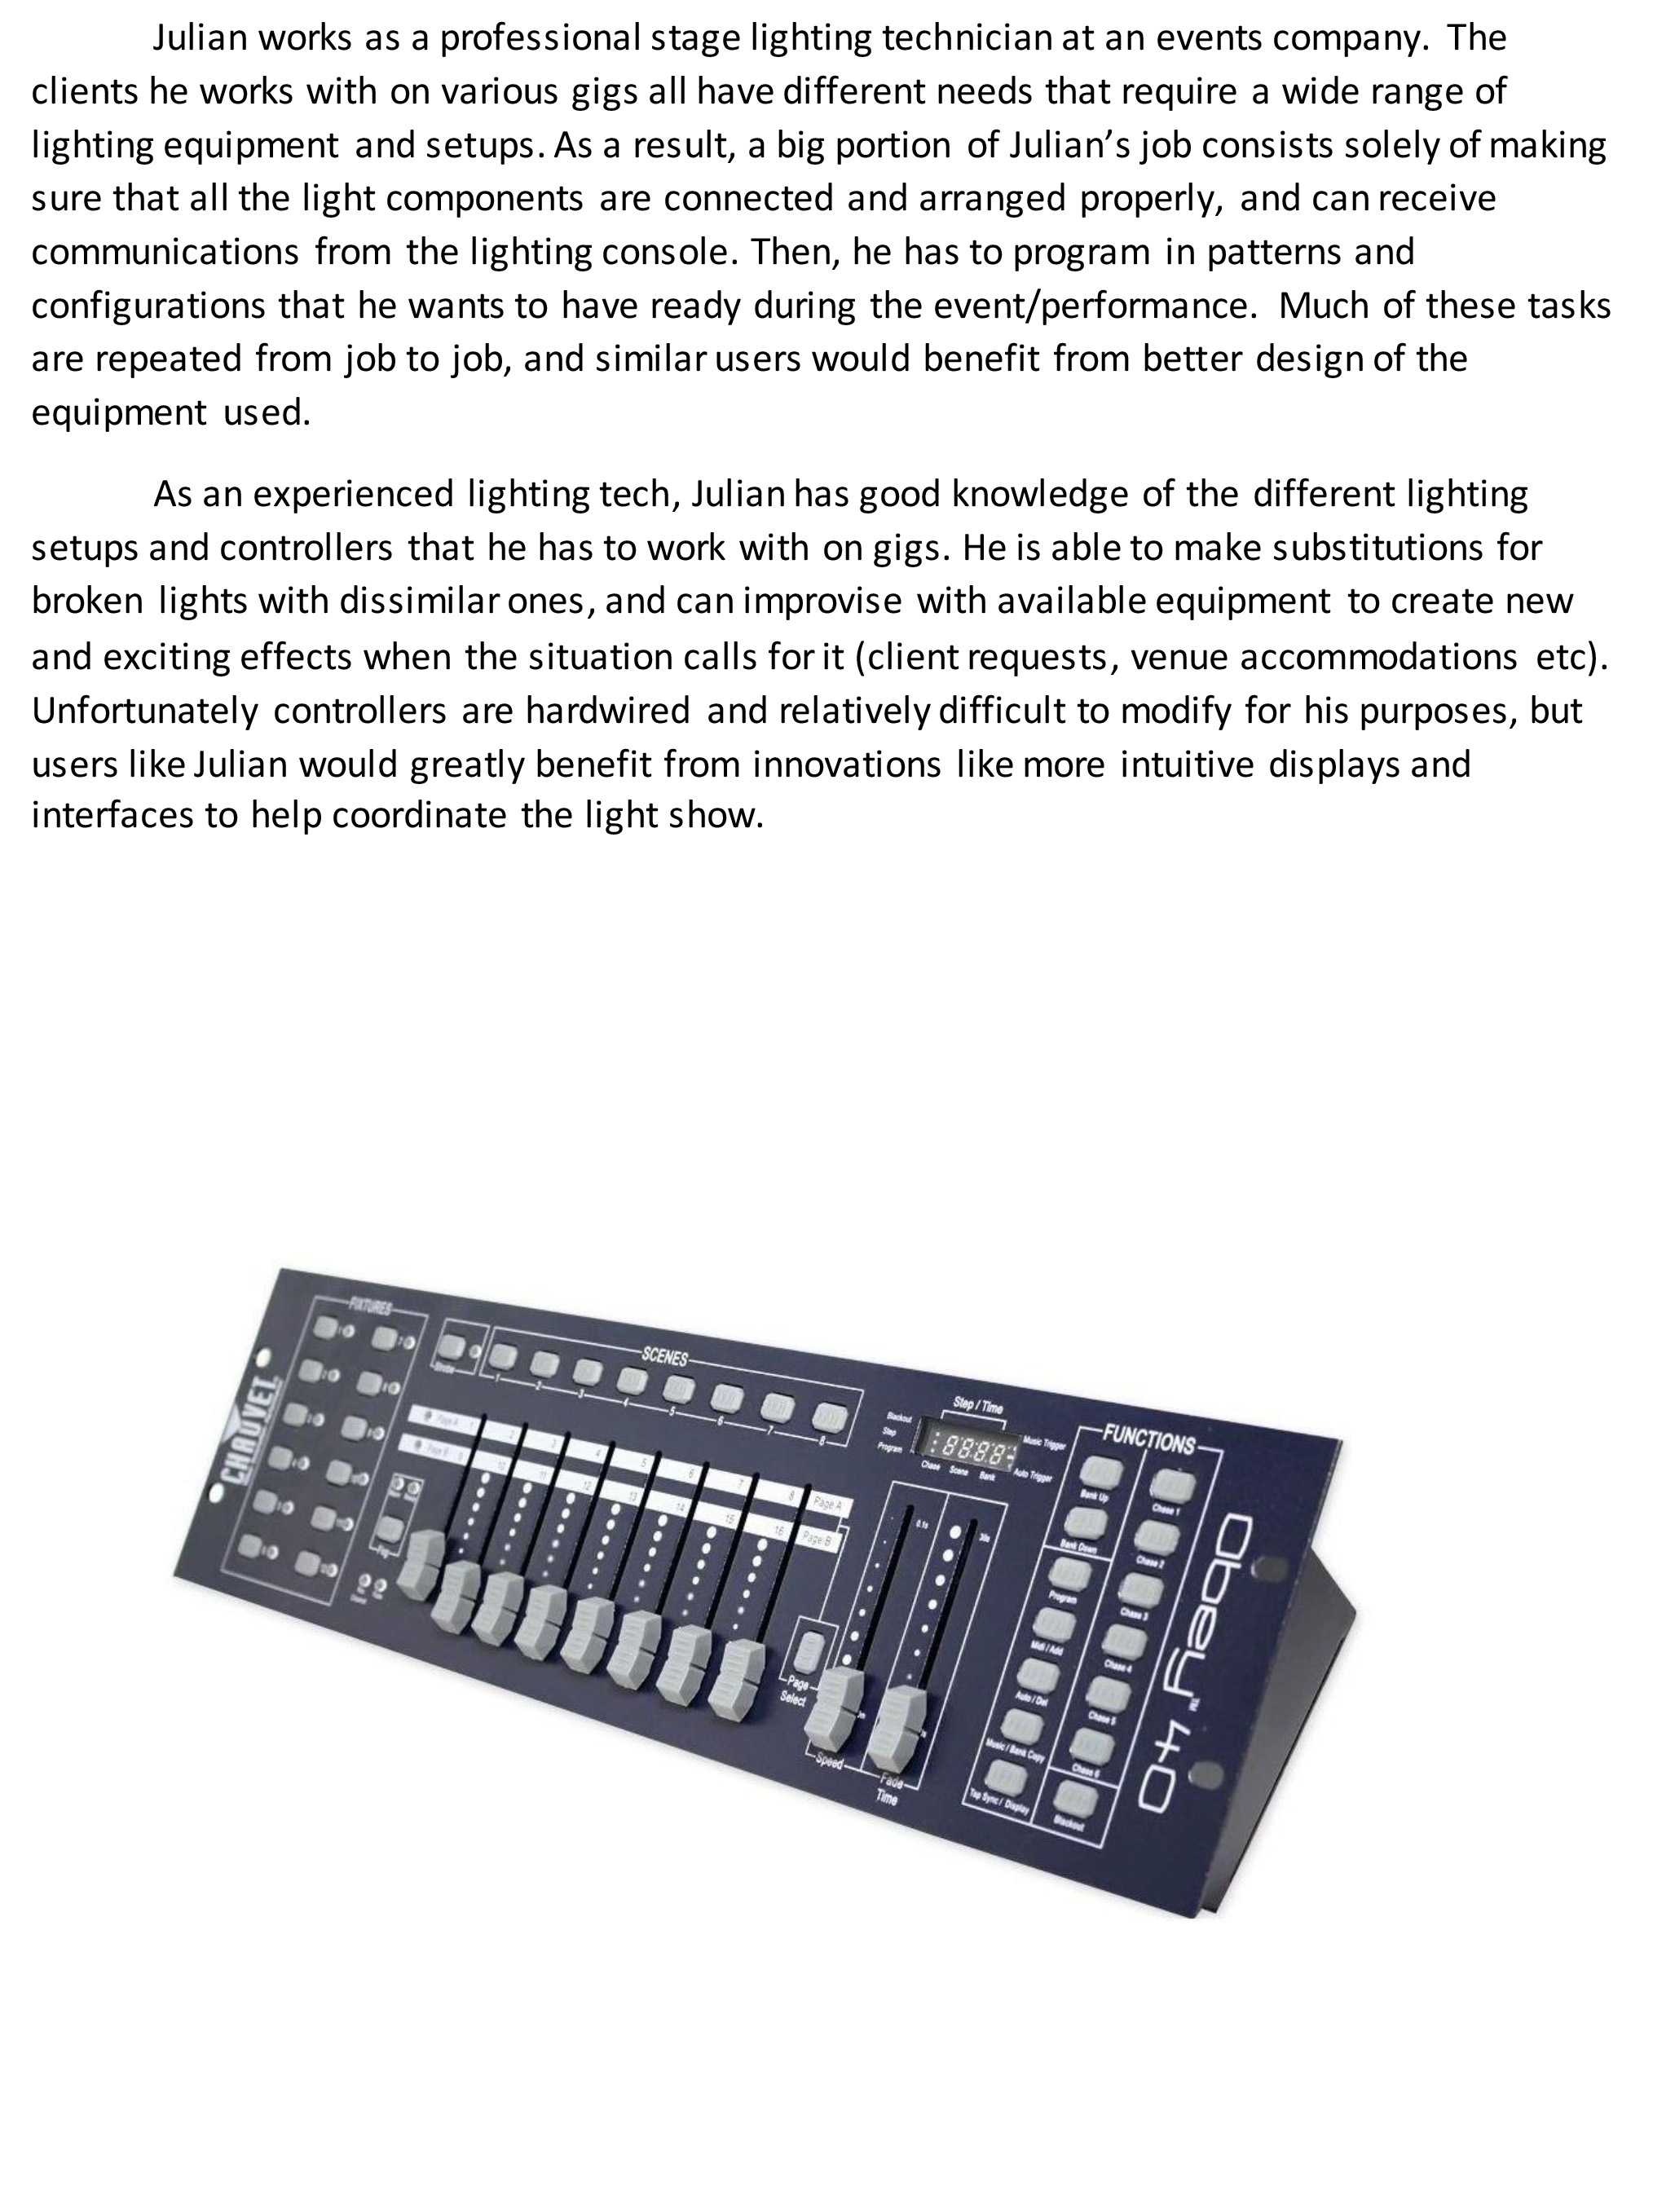 Julian works as a professional stage lighting technician at an events company. The
clients he works with on various gigs all have different needs that require a wide range of
lighting equipment and setups. As a result, a big portion of Julian’s job consists solely of making
sure that all the light components are connected and arranged properly, and can receive
communications from the lighting console. Then, he has to program in patterns and
configurations that he wants to have ready during the event/performance. Much of these tasks
are repeated from job to job, and similar users would benefit from better design of the
equipment used.
As an experienced lighting tech, Julian has good knowledge of the different lighting
setups and controllers that he has to work with on gigs. He is able to make substitutions for
broken lights with dissimilar ones, and can improvise with available equipment to create new
and exciting effects when the situation calls for it (client requests, venue accommodations etc).
Unfortunately controllers are hardwired and relatively difficult to modify for his purposes, but
users like Julian would greatly benefit from innovations like more intuitive displays and
interfaces to help coordinate the light show.
CHAUVET
FIXTURES
SCENES
1 2 3 4 5 6 7 8
Page A 1 2 3 4 5 6 7 8 Page A
Page B 9 10 11 12 13 14 15 16 Page B
Fog
Page
Select
Step / Time
Blackout
Step
Program
Music Trigger
Auto Trigger
Chase Scene Bank
0.1s
30s
Speed
Fade
Time
FUNCTIONS
Bank Up
Bank Down
Program
Midi / Add
Auto / Del
Music / Bank Copy
Tap Sync / Display
Chase 1
Chase 2
Chase 3
Chase 4
Chase 5
Chase 6
Blackout
obey™ 40